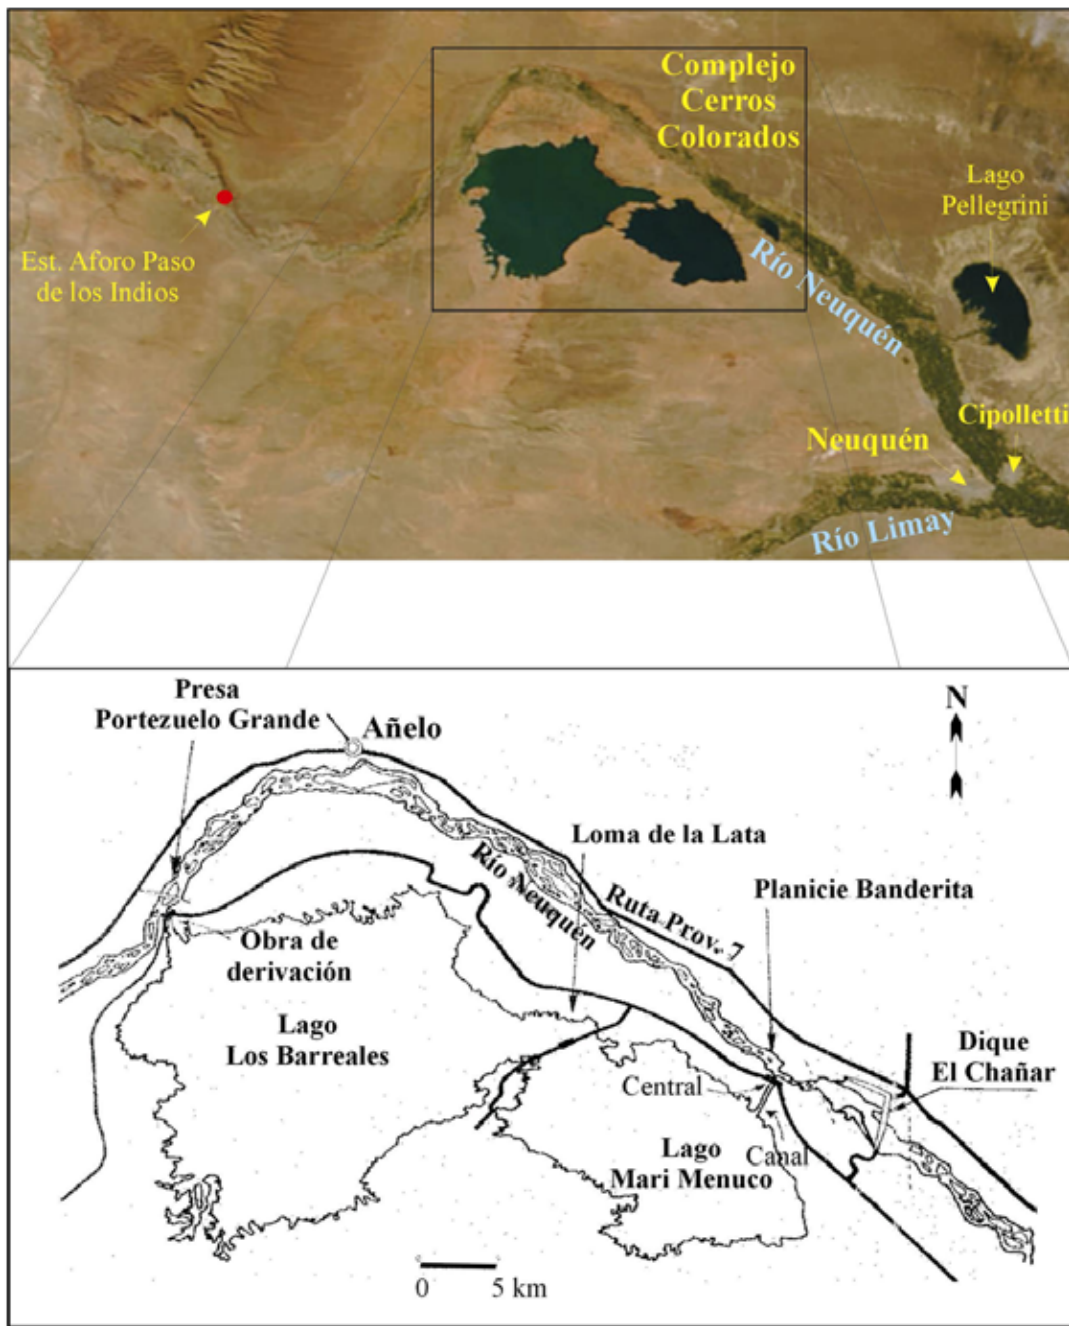 Complejo
Cerros
Colorados
Lago
Pellegrini
Est. Aforo Paso
de los Indios
Río Neuquén
Cipolletti
Neuquén
Río Limay
Presa
Portezuelo Grande
Añelo
N
Loma de la Lata
Río Neuquén
Ruta Prov. 7
Planicie Banderita
Obra de
derivación
Lago
Los Barreales
Dique
El Chañar
Central
Canal
Lago
Mari Menuco
0 5 km